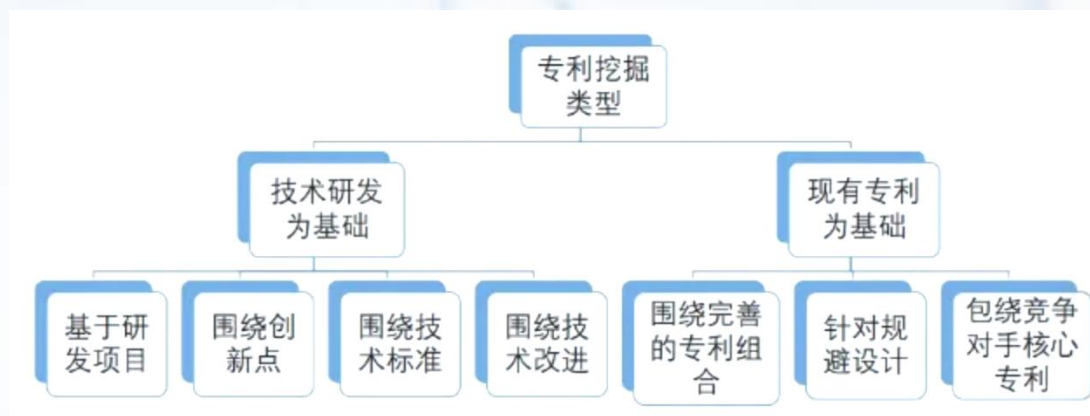 专利挖掘
类型
技术研发
为基础
现有专利
为基础
基于研
发项目
围绕创
新点
围绕技
术标准
围绕技
术改进
围绕完善
的专利组
合
针对规
避设计
包绕竞争
对手核心
专利